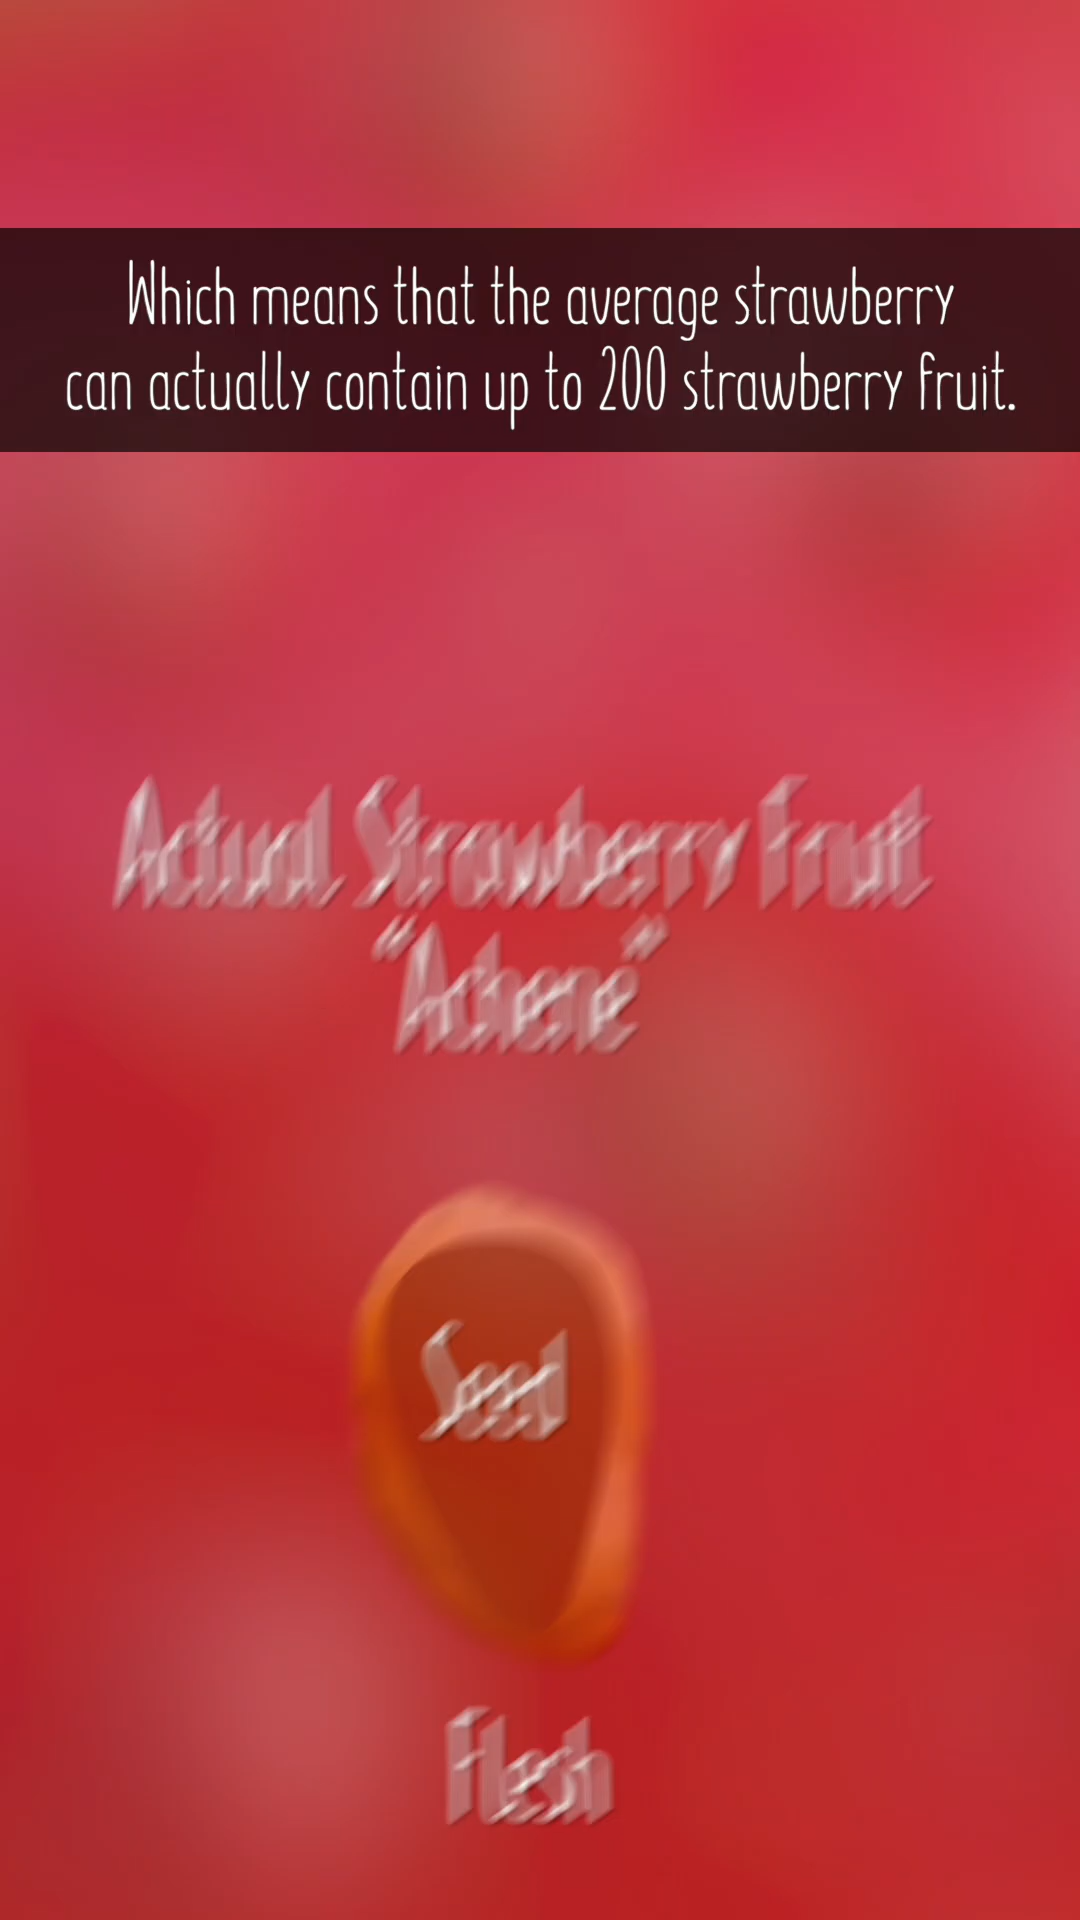 Which means that the average strawberry
can actually contain up to 200 strawberry fruit.
Actual Strawberry Fruit
"Achene"
Seed
Flesh